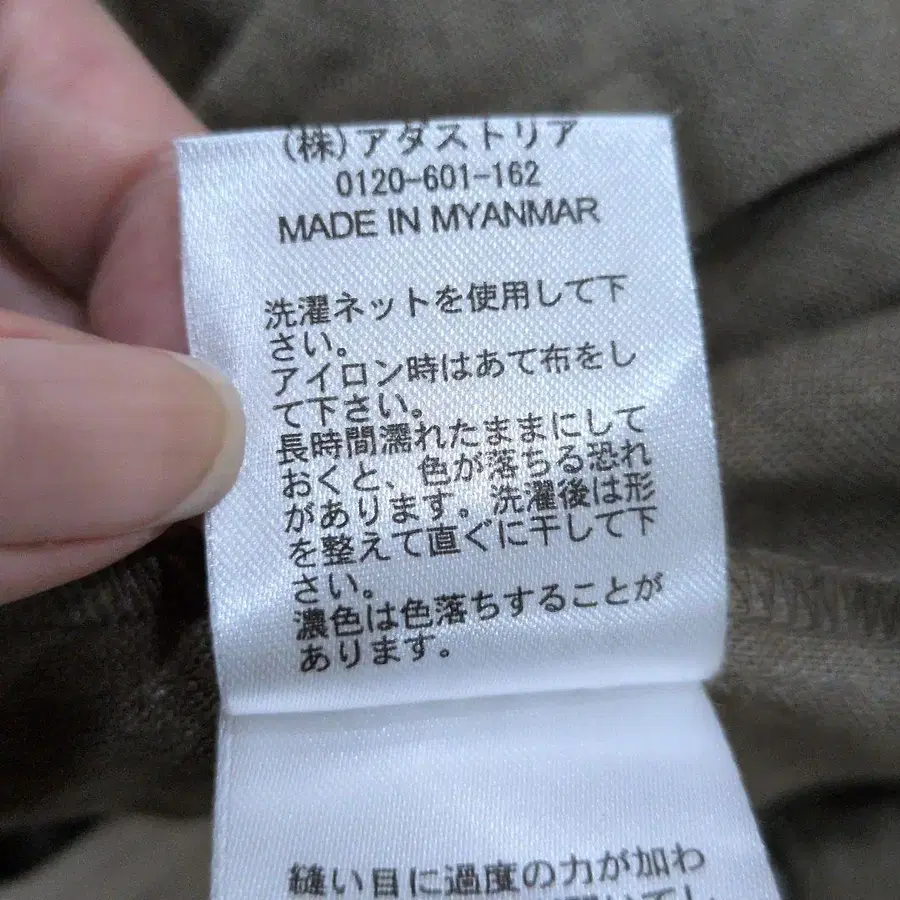 (株)アダストリア
0120-601-162
MADE IN MYANMAR
洗濯ネットを使用して下
さい。
アイロン時はあて布をし
て下さい。
長時間濡れたままにして
おくと、色が落ちる恐れ
があります。洗濯後は形
を整えて直ぐに干して下
さい。
濃色は色落ちすることが
あります。
縫い目に過度の力が加わ